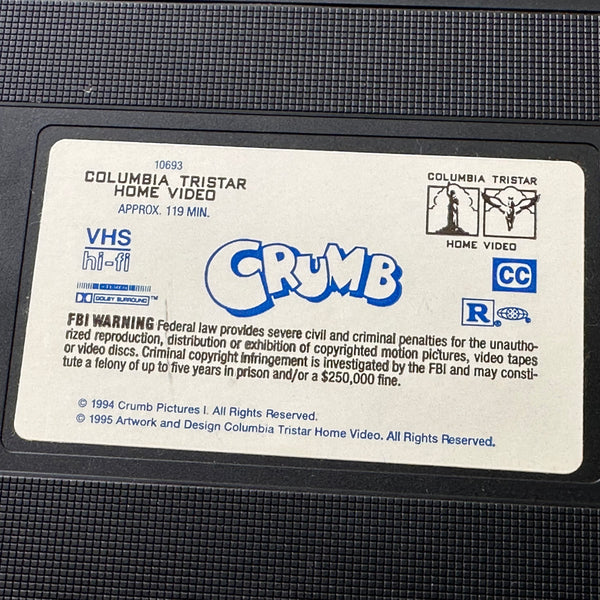 10693
COLUMBIA TRISTAR
HOME VIDEO
APPROX. 119 MIN.
COLUMBIA TRISTAR
HOME VIDEO
VHS
hi-fi
DOLBY SURROUND™
CRUMB
CC
R®
FBI WARNING Federal law provides severe civil and criminal penalties for the unautho-
rized reproduction, distribution or exhibition of copyrighted motion pictures, video tapes
or video discs. Criminal copyright infringement is investigated by the FBI and may consti-
tute a felony of up to five years in prison and/or a $250,000 fine.
© 1994 Crumb Pictures I. All Rights Reserved.
© 1995 Artwork and Design Columbia Tristar Home Video. All Rights Reserved.